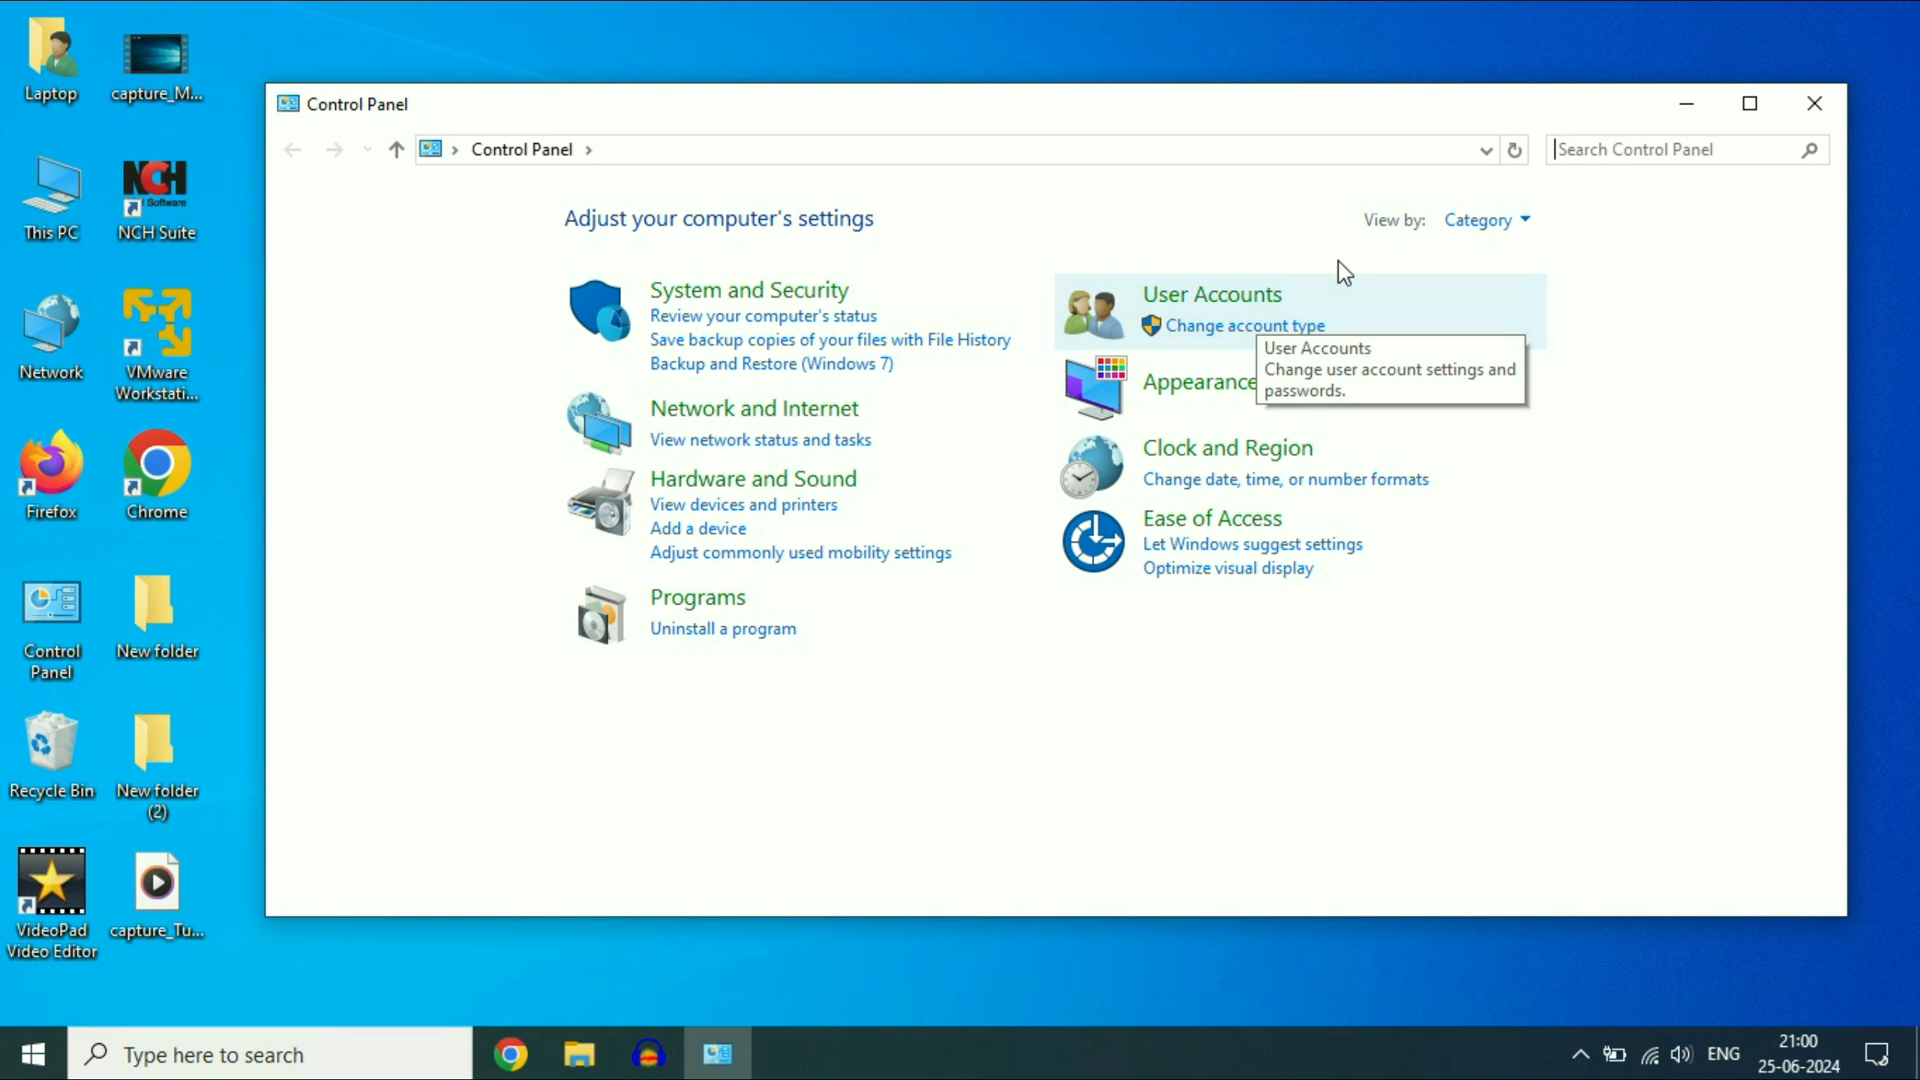 Laptop
capture_M...
This PC
NCH
Software
NCH Suite
Network
VMware
Workstati...
Firefox
Chrome
Control
Panel
New folder
Recycle Bin
New folder
(2)
VideoPad
Video Editor
capture_Tu...
Control Panel
Control Panel
Search Control Panel
Adjust your computer's settings
View by: Category
System and Security
Review your computer's status
Save backup copies of your files with File History
Backup and Restore (Windows 7)
Network and Internet
View network status and tasks
Hardware and Sound
View devices and printers
Add a device
Adjust commonly used mobility settings
Programs
Uninstall a program
User Accounts
Change account type
User Accounts
Change user account settings and
passwords.
Appearance
Clock and Region
Change date, time, or number formats
Ease of Access
Let Windows suggest settings
Optimize visual display
Type here to search
ENG
21:00
25-06-2024